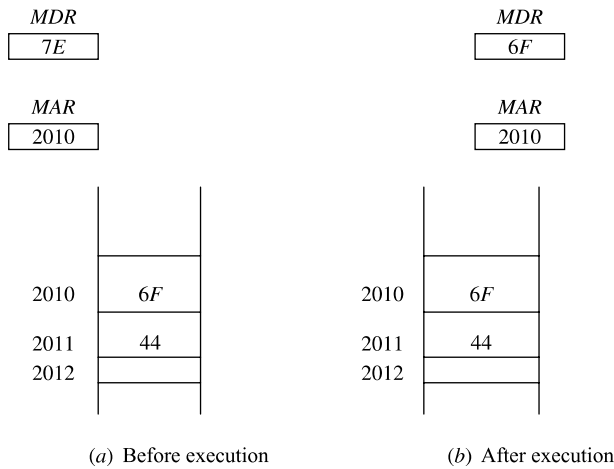 MDR MDR
7E 6F
MAR MAR
2010 2010
2010 6F 2010 6F
2011 44 2011 44
2012 2012
(a) Before execution (b) After execution